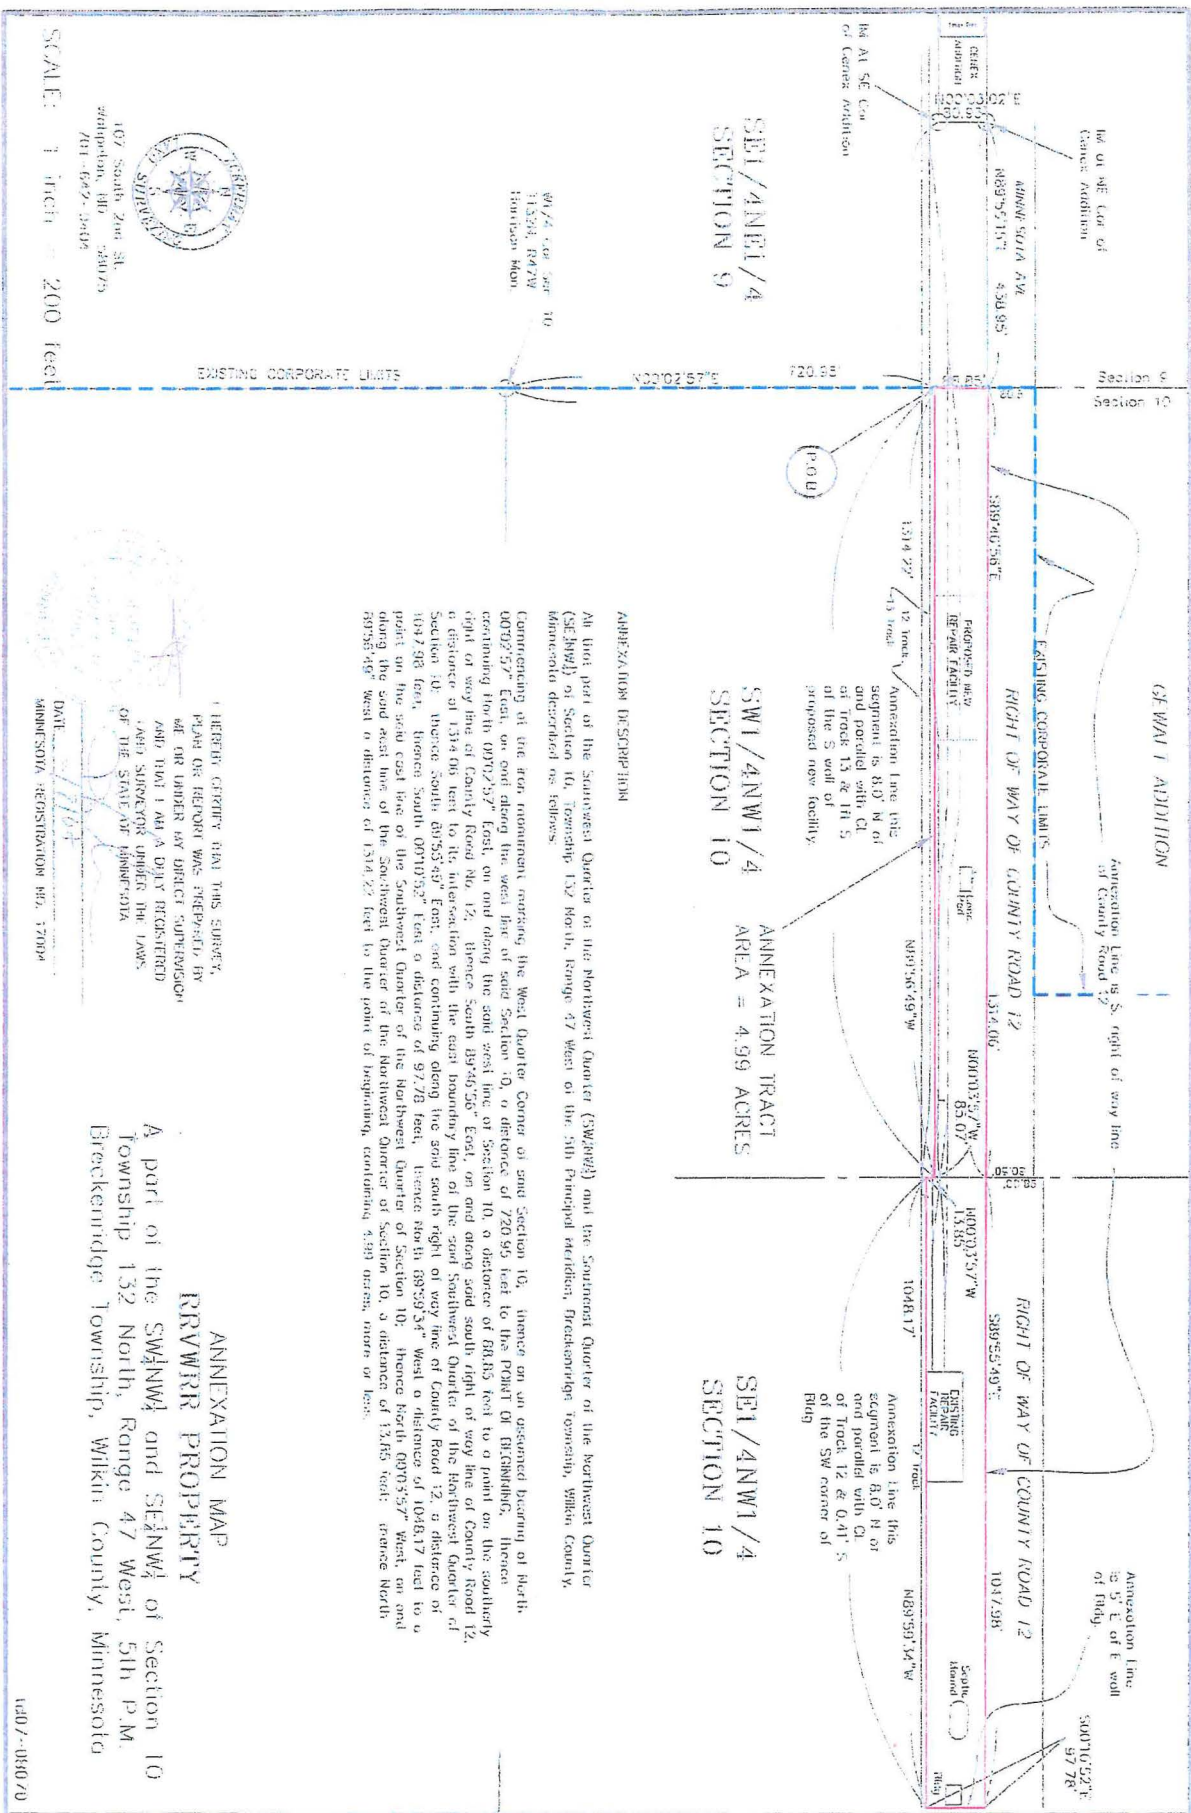 GEWALT ADDITION
Section 9
Section 10
IM at NE Cor of
Cenex Addition
MINNESOTA AVE
N89°55'15"E 438.95'
EXISTING CORPORATE LIMITS
RIGHT OF WAY OF COUNTY ROAD 12
Annexation Line is S. right of way line
of County Road 12
RIGHT OF WAY OF COUNTY ROAD 12
Annexation Line
is 5' E of E wall
of Bldg.
97.78'
CENEX
ADDITION
S89°46'56"E
1314.06'
S89°55'49"E
1047.98'
PROPOSED NEW
REPAIR FACILITY
N00°03'57"W
83.07'
N00°03'57"W
13.85'
EXISTING
REPAIR
FACILITY
Septic
Mound
Bldg
IM At SE Cor
of Cenex Addition
1314.22'
12 Track
13 Track
N89°56'49"W
1048.17'
12 Track
N89°59'34"W
720.95'
P.O.B
N00°02'57"E
Annexation Line this
segment is 8.0' N of
and parallel with CL
of Track 13 & 1ft S
of the S wall of
proposed new facility.
Annexation Line this
segment is 8.0' N of
and parallel with CL
of Track 12 & 0.41' S
of the SW corner of
Bldg
SE1/4NE1/4
SECTION 9
SW1/4NW1/4
SECTION 10
ANNEXATION TRACT
AREA = 4.99 ACRES
SE1/4NW1/4
SECTION 10
W1/4 cor Sec 10
T132N, R47W
Harrison Mon.
EXISTING CORPORATE LIMITS
ANNEXATION DESCRIPTION
All that part of the Southwest Quarter of the Northwest Quarter (SW¼NW¼) and the Southeast Quarter of the Northwest Quarter
(SE¼NW¼) of Section 10, Township 132 North, Range 47 West of the 5th Principal Meridian, Breckenridge Township, Wilkin County,
Minnesota described as follows:
Commencing at the iron monument marking the West Quarter Corner of said Section 10; thence on an assumed bearing of North
00°02'57" East, on and along the west line of said Section 10, a distance of 720.95 feet to the POINT OF BEGINNING; thence
continuing North 00°02'57" East, on and along the said west line of Section 10, a distance of 88.85 feet to a point on the southerly
right of way line of County Road No. 12; thence South 89°46'56" East, on and along said south right of way line of County Road 12,
a distance of 1314.06 feet to its intersection with the east boundary line of the said Southwest Quarter of the Northwest Quarter of
Section 10; thence South 89°55'49" East, and continuing along the said south right of way line of County Road 12, a distance of
1047.98 feet; thence South 00°10'52" East a distance of 97.78 feet; thence North 89°59'34" West a distance of 1048.17 feet to a
point on the said east line of the Southwest Quarter of the Northwest Quarter of Section 10; thence North 00°03'57" West, on and
along the said east line of the Southwest Quarter of the Northwest Quarter of Section 10, a distance of 13.85 feet; thence North
89°56'49" West a distance of 1314.22 feet to the point of beginning, containing 4.99 acres, more or less.
LAND SURVEYING
107 South 2nd St.
Wahpeton, ND 58075
SCALE: 1 inch = 200 feet
I HEREBY CERTIFY THAT THIS SURVEY,
PLAN OR REPORT WAS PREPARED BY
ME OR UNDER MY DIRECT SUPERVISION
AND THAT I AM A DULY REGISTERED
LAND SURVEYOR UNDER THE LAWS
OF THE STATE OF MINNESOTA
DATE
MINNESOTA REGISTRATION NO. 17004
ANNEXATION MAP
RRVWRR PROPERTY
A part of the SW¼NW¼ and SE¼NW¼ of Section 10
Township 132 North, Range 47 West, 5th P.M.
Breckenridge Township, Wilkin County, Minnesota